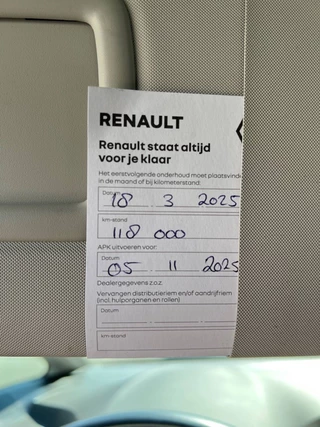 RENAULT
Renault staat altijd
voor je klaar
Het eerstvolgende onderhoud moet plaatsvind
in de maand of bij kilometerstand:
Datum
18 3 2025
km-stand
118 000
APK uitvoeren voor:
Datum
05 11 2025
Dealergegevens z.o.z.
Vervangen distributieriem en/of aandrijfriem
(incl. hulporganen en rollen)
Datum
km-stand